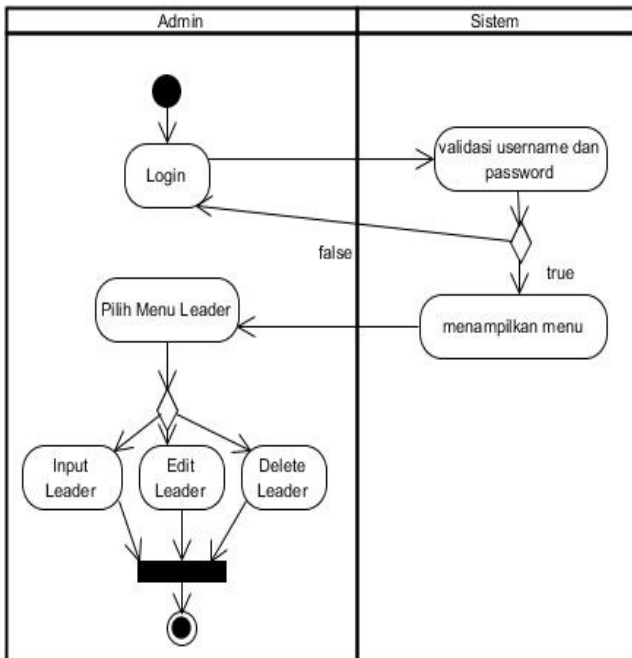 Admin
Sistem
Login
validasi username dan
password
false
true
Pilih Menu Leader
menampilkan menu
Input
Leader
Edit
Leader
Delete
Leader